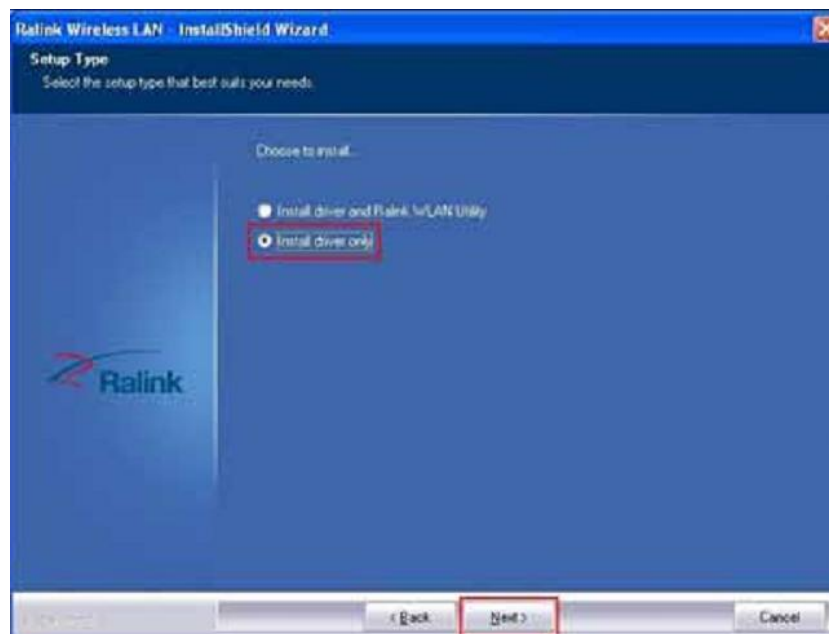 Ralink Wireless LAN - InstallShield Wizard
Setup Type
Select the setup type that best suits your needs.
Choose to install...
Install driver and Ralink WLAN Utility
Install driver only
Ralink
< Back
Next >
Cancel